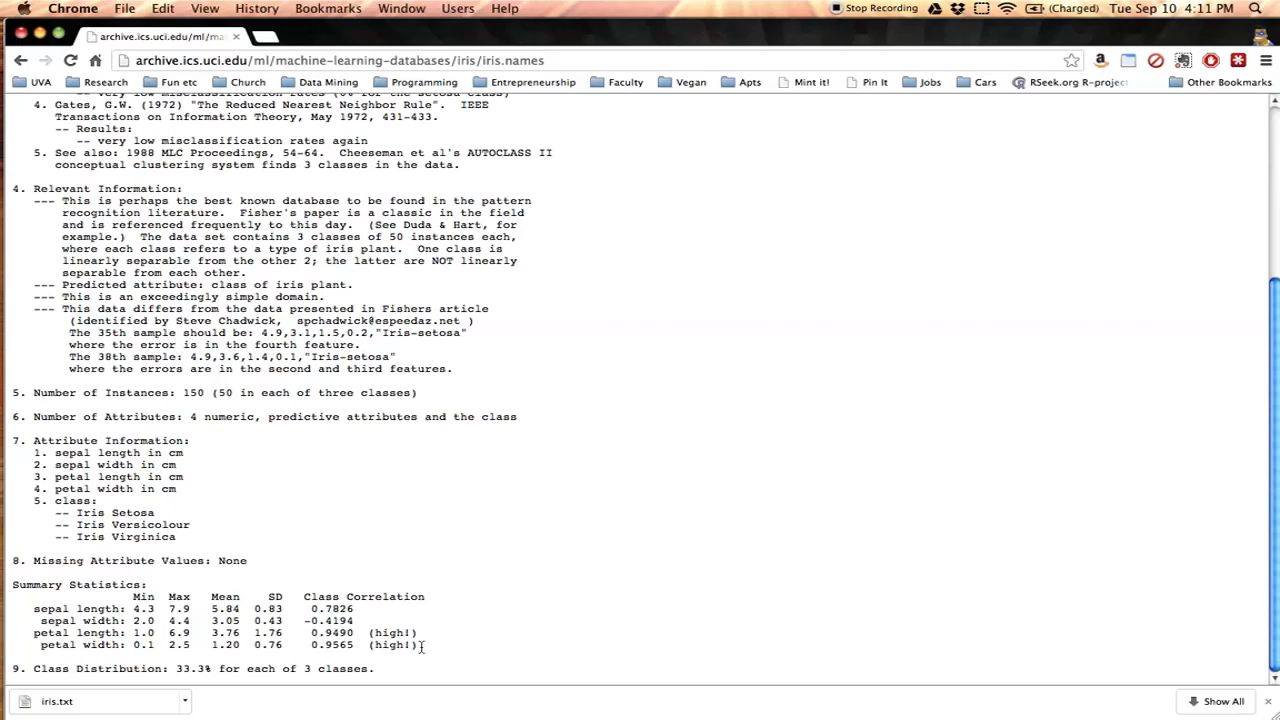 Chrome File Edit View History Bookmarks Window Users Help Stop Recording (Charged) Tue Sep 10 4:11 PM
archive.ics.uci.edu/ml/ma
archive.ics.uci.edu/ml/machine-learning-databases/iris/iris.names
UVA Research Fun etc Church Data Mining Programming Entrepreneurship Faculty Vegan Apts Mint it! Pin It Jobs Cars RSeek.org R-project Other Bookmarks
4. Gates, G.W. (1972) "The Reduced Nearest Neighbor Rule". IEEE
Transactions on Information Theory, May 1972, 431-433.
-- Results:
-- very low misclassification rates again
5. See also: 1988 MLC Proceedings, 54-64. Cheeseman et al's AUTOCLASS II
conceptual clustering system finds 3 classes in the data.
4. Relevant Information:
--- This is perhaps the best known database to be found in the pattern
recognition literature. Fisher's paper is a classic in the field
and is referenced frequently to this day. (See Duda & Hart, for
example.) The data set contains 3 classes of 50 instances each,
where each class refers to a type of iris plant. One class is
linearly separable from the other 2; the latter are NOT linearly
separable from each other.
--- Predicted attribute: class of iris plant.
--- This is an exceedingly simple domain.
--- This data differs from the data presented in Fishers article
(identified by Steve Chadwick, spchadwick@espeedaz.net )
The 35th sample should be: 4.9,3.1,1.5,0.2,"Iris-setosa"
where the error is in the fourth feature.
The 38th sample: 4.9,3.6,1.4,0.1,"Iris-setosa"
where the errors are in the second and third features.
5. Number of Instances: 150 (50 in each of three classes)
6. Number of Attributes: 4 numeric, predictive attributes and the class
7. Attribute Information:
1. sepal length in cm
2. sepal width in cm
3. petal length in cm
4. petal width in cm
5. class:
-- Iris Setosa
-- Iris Versicolour
-- Iris Virginica
8. Missing Attribute Values: None
Summary Statistics:
Min Max Mean SD Class Correlation
sepal length: 4.3 7.9 5.84 0.83 0.7826
sepal width: 2.0 4.4 3.05 0.43 -0.4194
petal length: 1.0 6.9 3.76 1.76 0.9490 (high!)
petal width: 0.1 2.5 1.20 0.76 0.9565 (high!)
9. Class Distribution: 33.3% for each of 3 classes.
iris.txt Show All